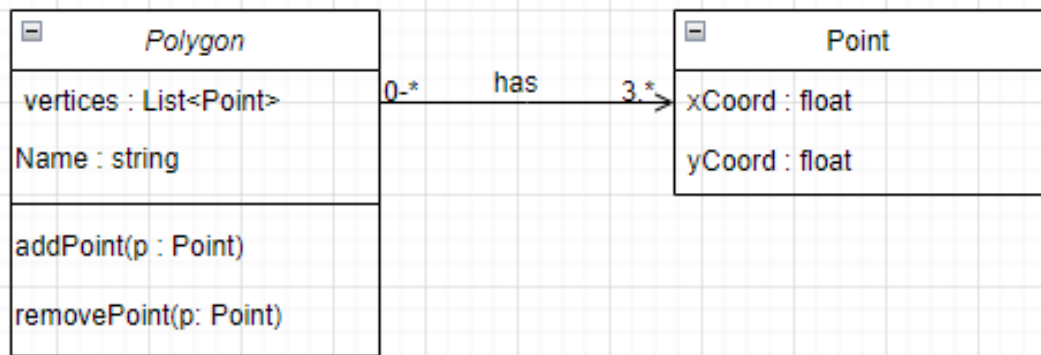 Polygon
vertices : List<Point>
Name : string
addPoint(p : Point)
removePoint(p: Point)
0-*
has
3.*
Point
xCoord : float
yCoord : float